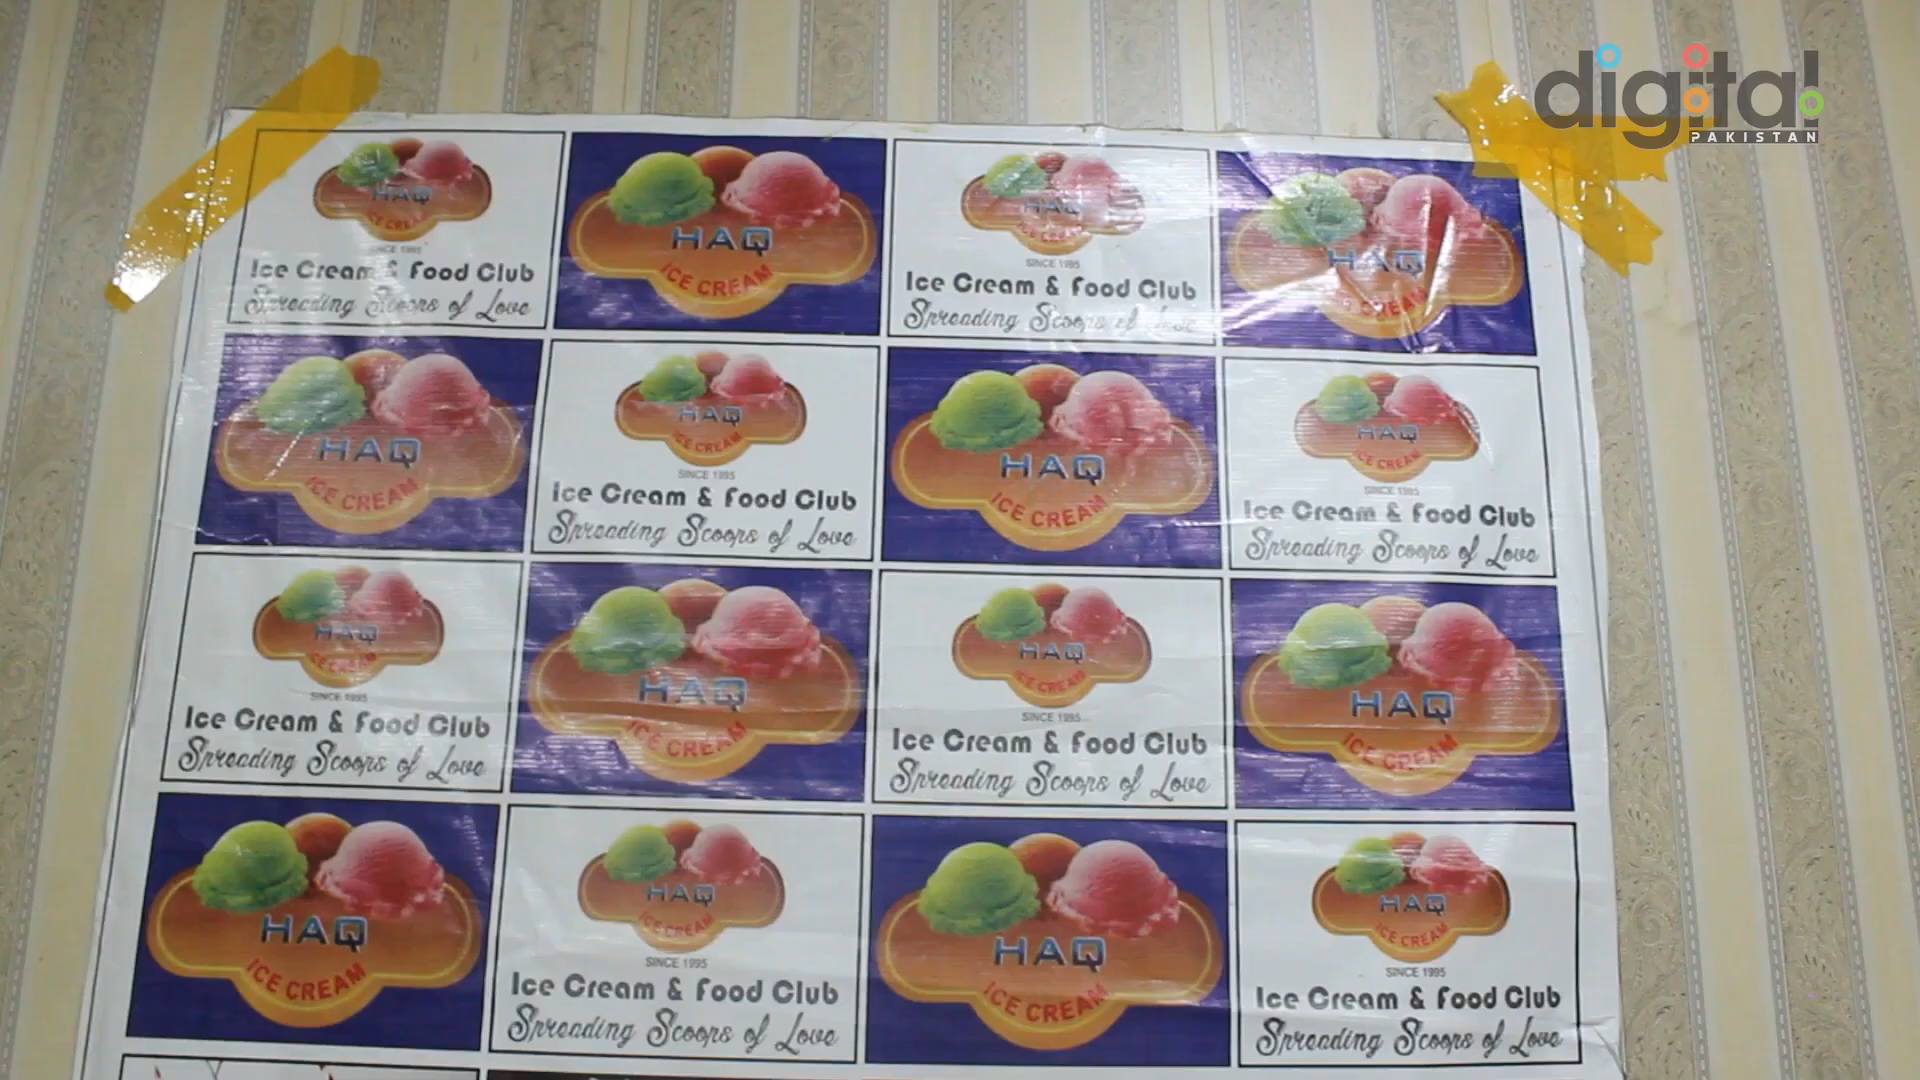 digital
PAKISTAN
HAQ
ICE CREAM
SINCE 1995
Ice Cream & Food Club
Spreading Scoops of Love
HAQ
ICE CREAM
HAQ
ICE CREAM
SINCE 1995
Ice Cream & Food Club
Spreading Scoops of Love
HAQ
ICE CREAM
HAQ
ICE CREAM
HAQ
ICE CREAM
SINCE 1995
Ice Cream & Food Club
Spreading Scoops of Love
HAQ
ICE CREAM
HAQ
ICE CREAM
SINCE 1995
Ice Cream & Food Club
Spreading Scoops of Love
HAQ
ICE CREAM
SINCE 1995
Ice Cream & Food Club
Spreading Scoops of Love
HAQ
ICE CREAM
HAQ
ICE CREAM
SINCE 1995
Ice Cream & Food Club
Spreading Scoops of Love
HAQ
ICE CREAM
HAQ
ICE CREAM
HAQ
ICE CREAM
SINCE 1995
Ice Cream & Food Club
Spreading Scoops of Love
HAQ
ICE CREAM
HAQ
ICE CREAM
SINCE 1995
Ice Cream & Food Club
Spreading Scoops of Love